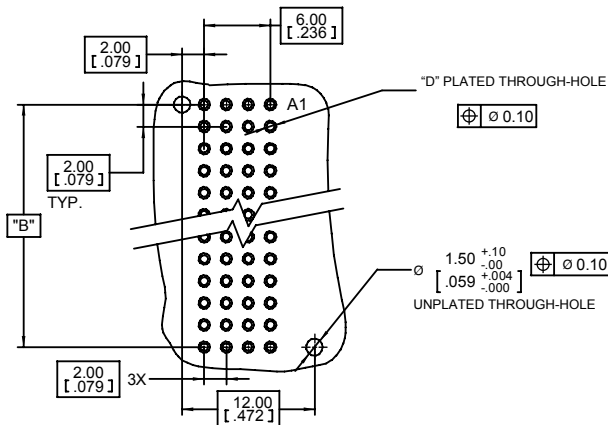 6.00
[ .236 ]
2.00
[ .079 ]
A1
"D" PLATED THROUGH-HOLE
⌖ Ø 0.10
2.00
[ .079 ]
TYP.
"B"
Ø 1.50 +.10 -.00
[ .059 +.004 -.000 ]
⌖ Ø 0.10
UNPLATED THROUGH-HOLE
2.00
[ .079 ]
3X
12.00
[ .472 ]